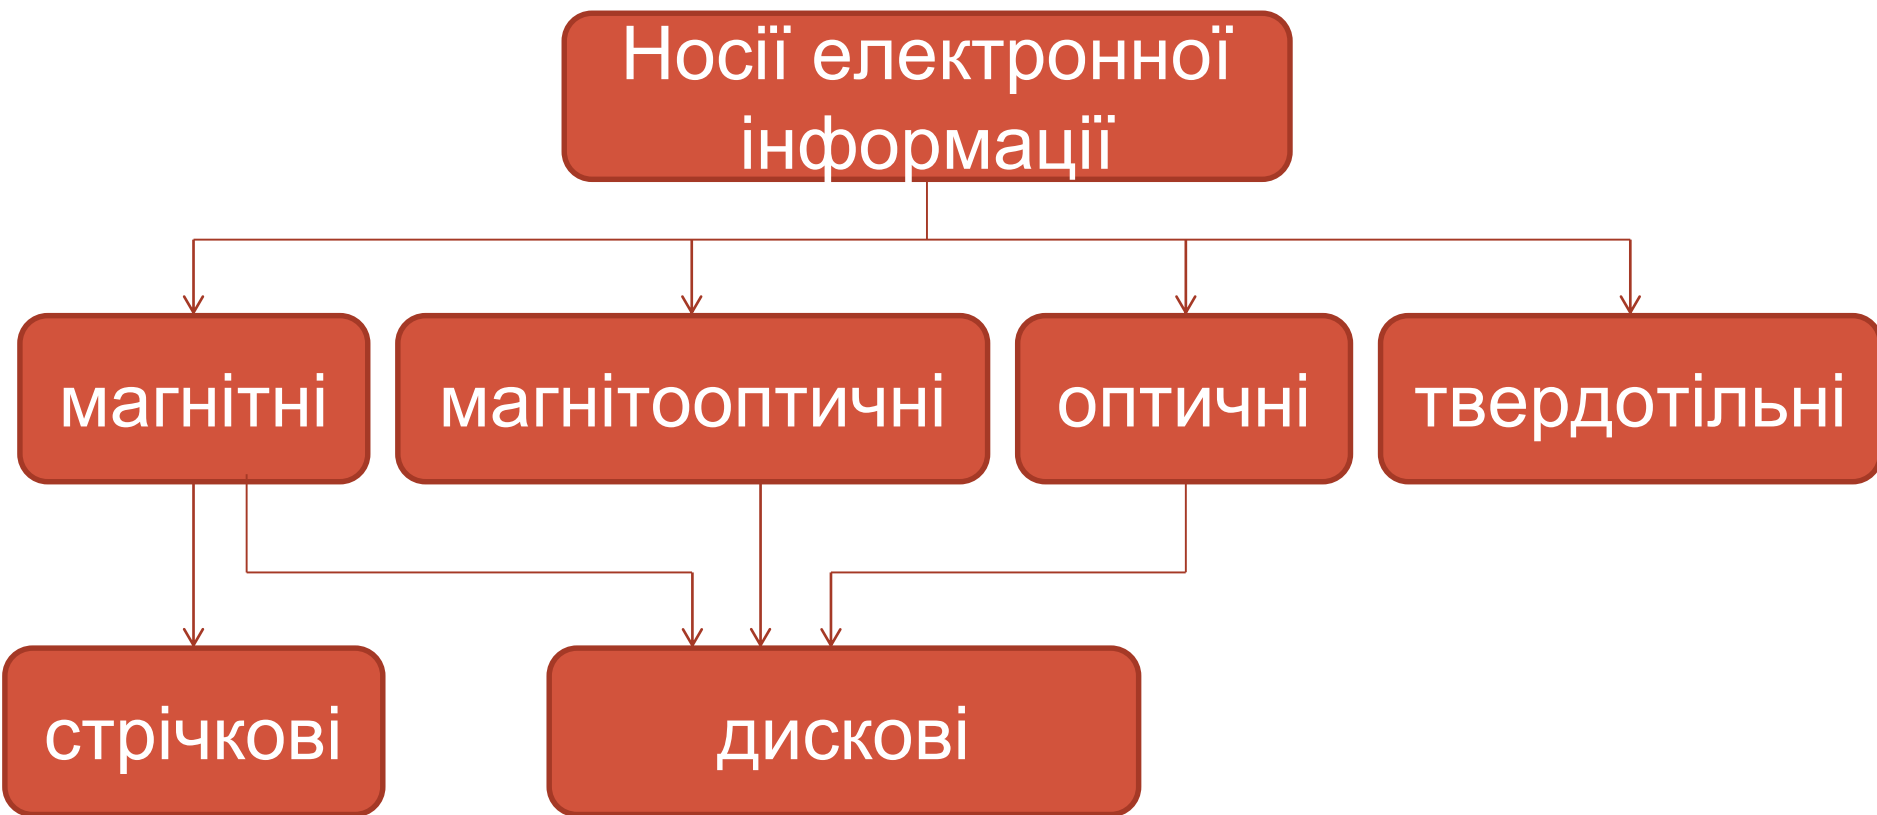 Носії електронної
інформації
магнітні
магнітооптичні
оптичні
твердотільні
стрічкові
дискові